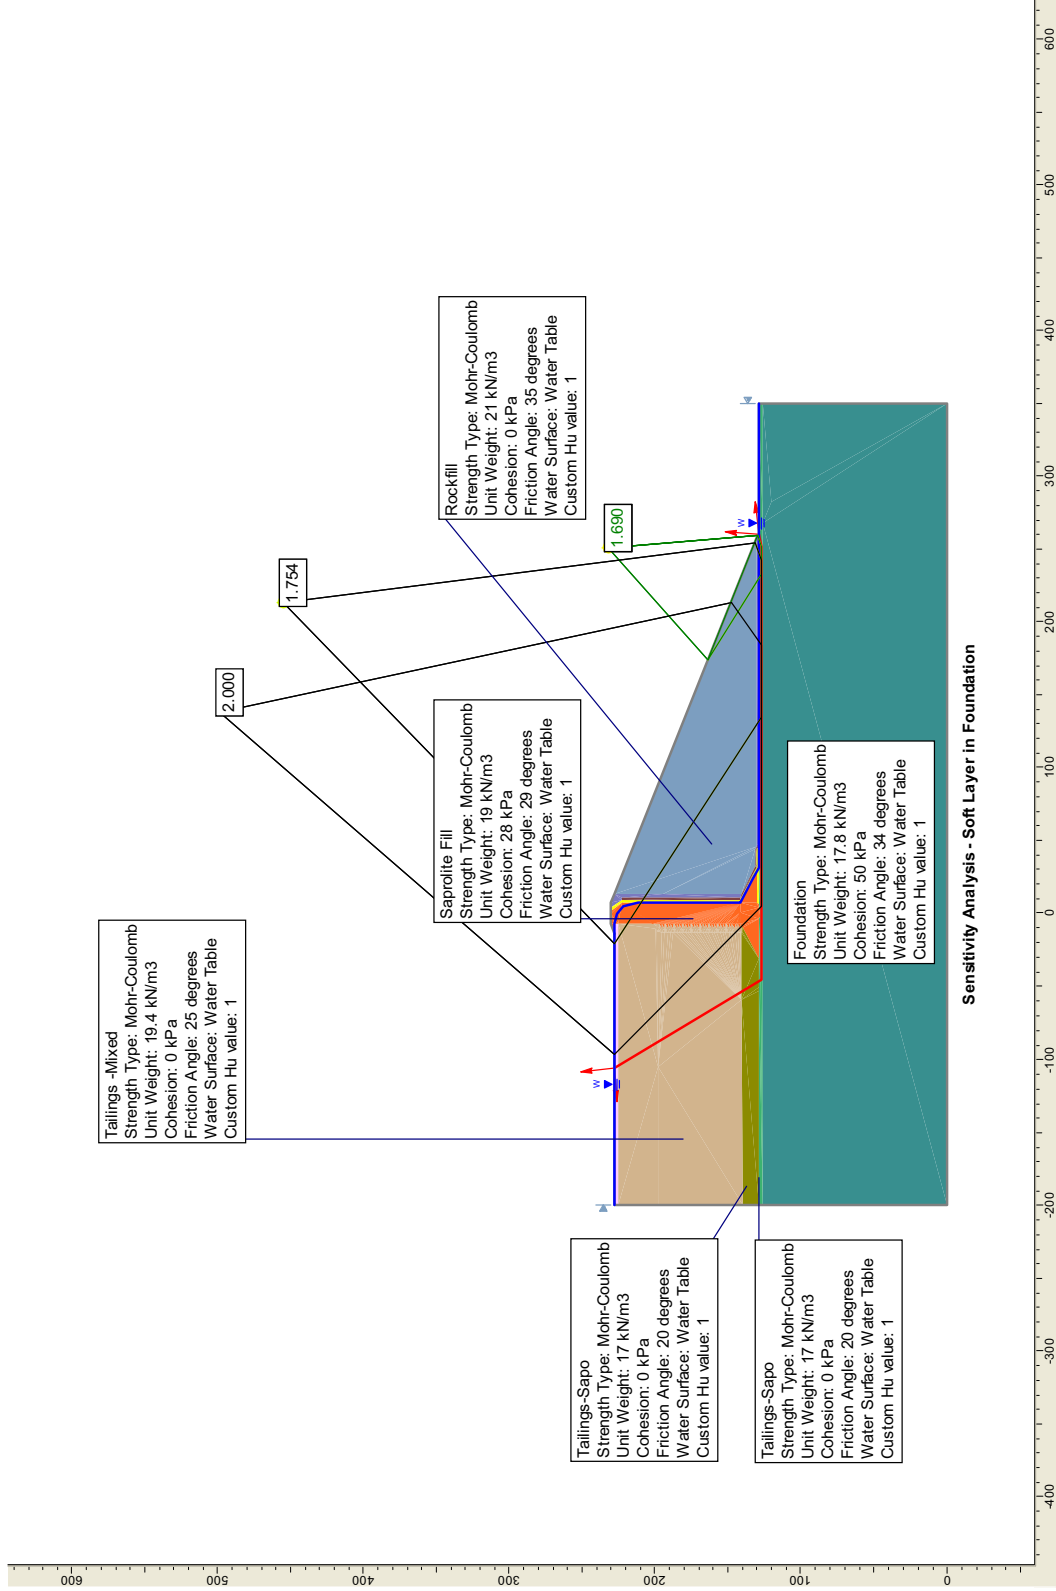 Tailings -Mixed
Strength Type: Mohr-Coulomb
Unit Weight: 19.4 kN/m3
Cohesion: 0 kPa
Friction Angle: 25 degrees
Water Surface: Water Table
Custom Hu value: 1
2.000
1.754
1.690
Saprolite Fill
Strength Type: Mohr-Coulomb
Unit Weight: 19 kN/m3
Cohesion: 28 kPa
Friction Angle: 29 degrees
Water Surface: Water Table
Custom Hu value: 1
Rockfill
Strength Type: Mohr-Coulomb
Unit Weight: 21 kN/m3
Cohesion: 0 kPa
Friction Angle: 35 degrees
Water Surface: Water Table
Custom Hu value: 1
W
W
Tailings-Sapo
Strength Type: Mohr-Coulomb
Unit Weight: 17 kN/m3
Cohesion: 0 kPa
Friction Angle: 20 degrees
Water Surface: Water Table
Custom Hu value: 1
Tailings-Sapo
Strength Type: Mohr-Coulomb
Unit Weight: 17 kN/m3
Cohesion: 0 kPa
Friction Angle: 20 degrees
Water Surface: Water Table
Custom Hu value: 1
Foundation
Strength Type: Mohr-Coulomb
Unit Weight: 17.8 kN/m3
Cohesion: 50 kPa
Friction Angle: 34 degrees
Water Surface: Water Table
Custom Hu value: 1
Sensitivity Analysis - Soft Layer in Foundation
600
500
400
300
200
100
0
-400
-300
-200
-100
0
100
200
300
400
500
600